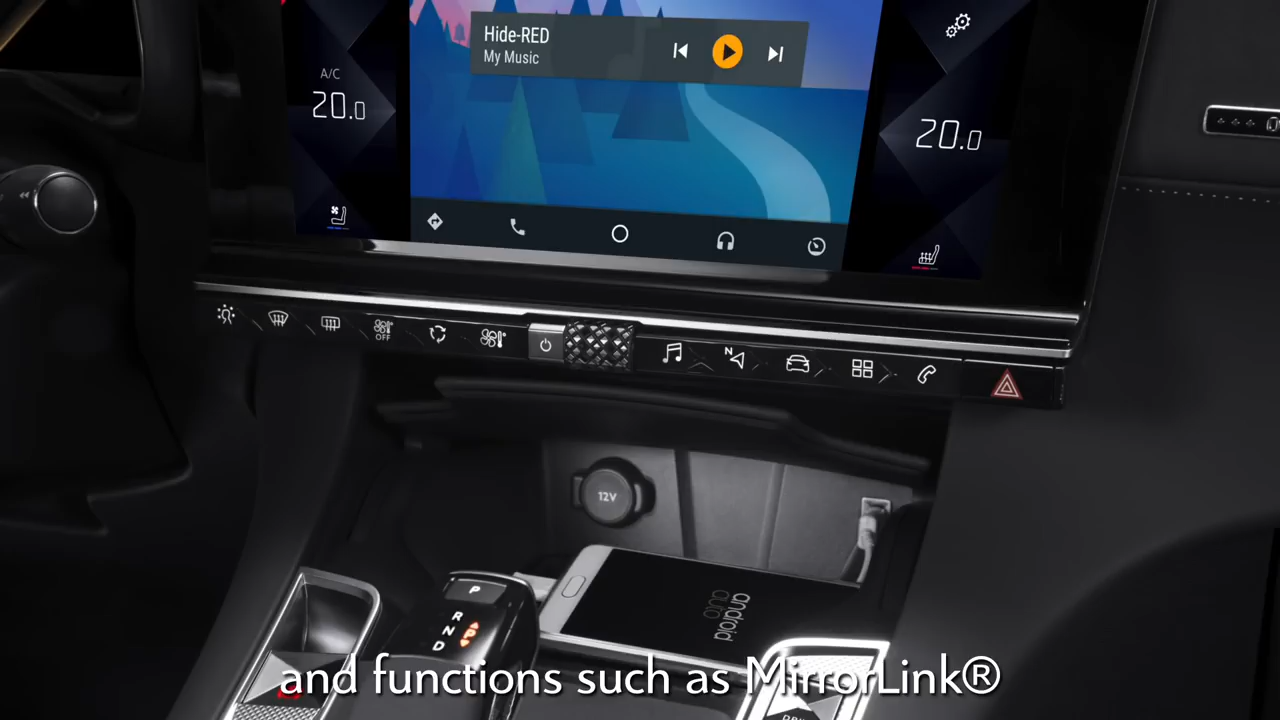 Hide-RED
My Music
A/C
20.0
20.0
OFF
N
12V
P
R
N
D
P
android
auto
and functions such as MirrorLink®